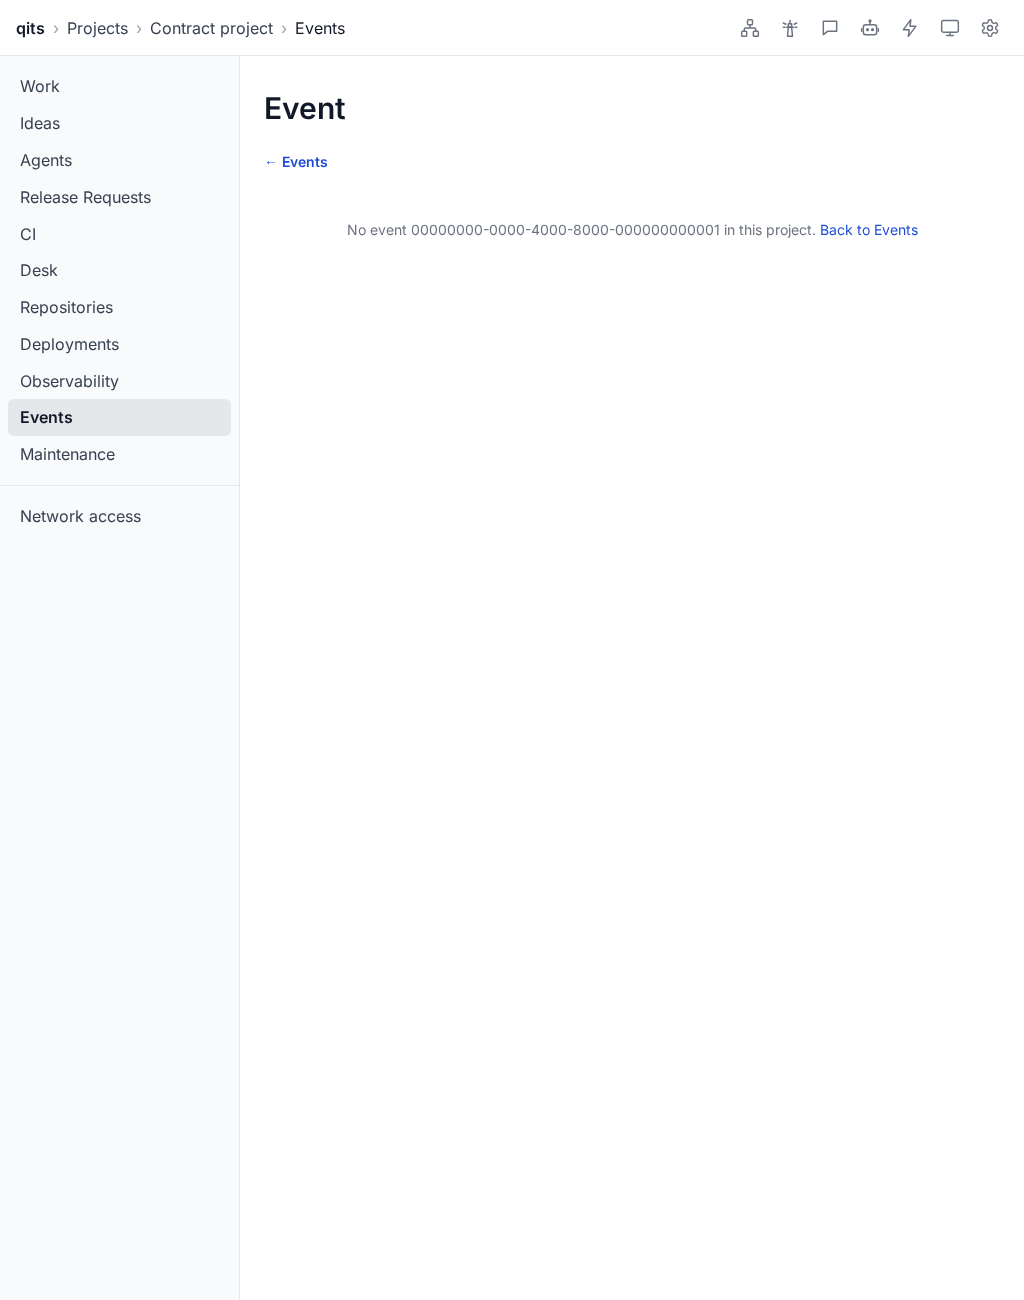 qits › Projects › Contract project › Events
Work
Ideas
Agents
Release Requests
CI
Desk
Repositories
Deployments
Observability
Events
Maintenance
Network access
Event
← Events
No event 00000000-0000-4000-8000-000000000001 in this project. Back to Events